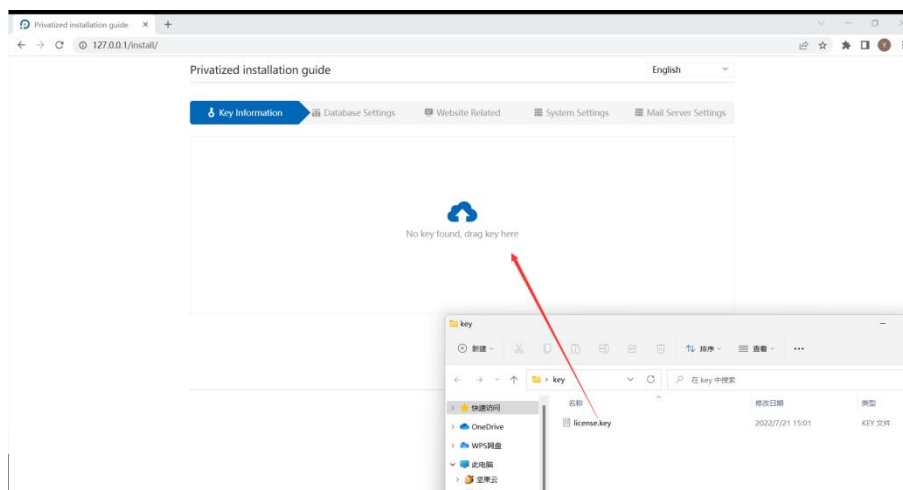 Privatized installation guide
127.0.0.1/install/
Privatized installation guide
English
Key Information
Database Settings
Website Related
System Settings
Mail Server Settings
No key found, drag key here
key
新建
排序
查看
key
在 key 中搜索
名称
修改日期
类型
快速访问
license.key
2022/7/21 15:01
KEY 文件
OneDrive
WPS网盘
此电脑
坚果云